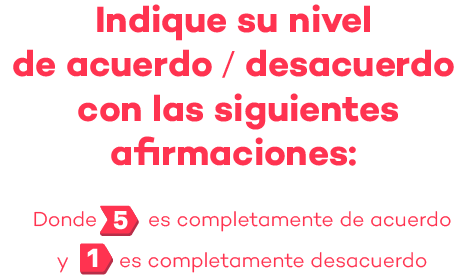 Indique su nivel
de acuerdo / desacuerdo
con las siguientes
afirmaciones:
Donde 5 es completamente de acuerdo
y 1 es completamente desacuerdo